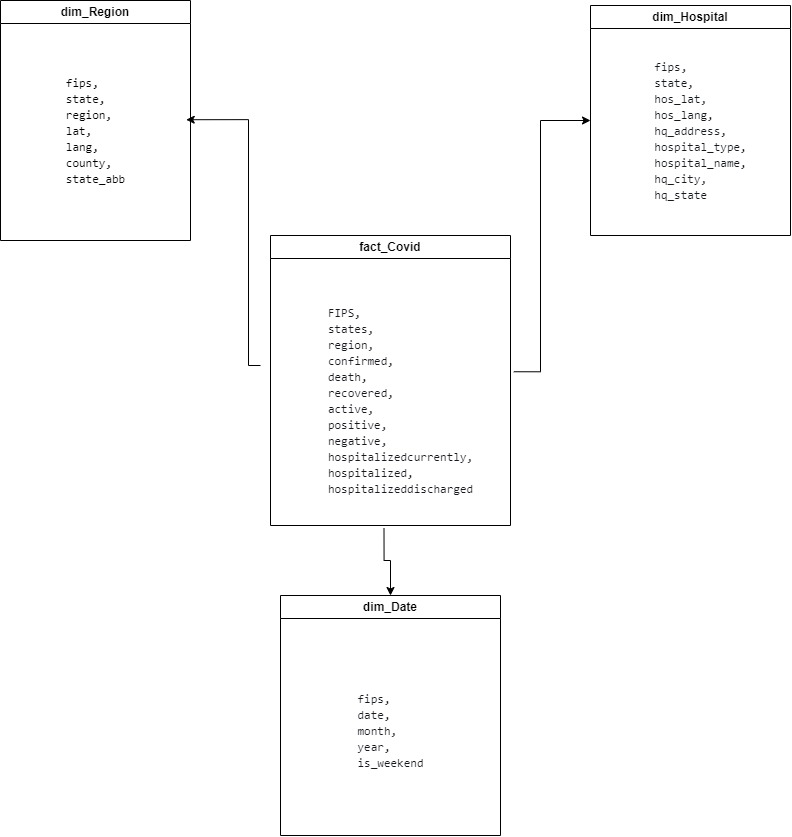 dim_Region
fips,
state,
region,
lat,
lang,
county,
state_abb
dim_Hospital
fips,
state,
hos_lat,
hos_lang,
hq_address,
hospital_type,
hospital_name,
hq_city,
hq_state
fact_Covid
FIPS,
states,
region,
confirmed,
death,
recovered,
active,
positive,
negative,
hospitalizedcurrently,
hospitalized,
hospitalizeddischarged
dim_Date
fips,
date,
month,
year,
is_weekend